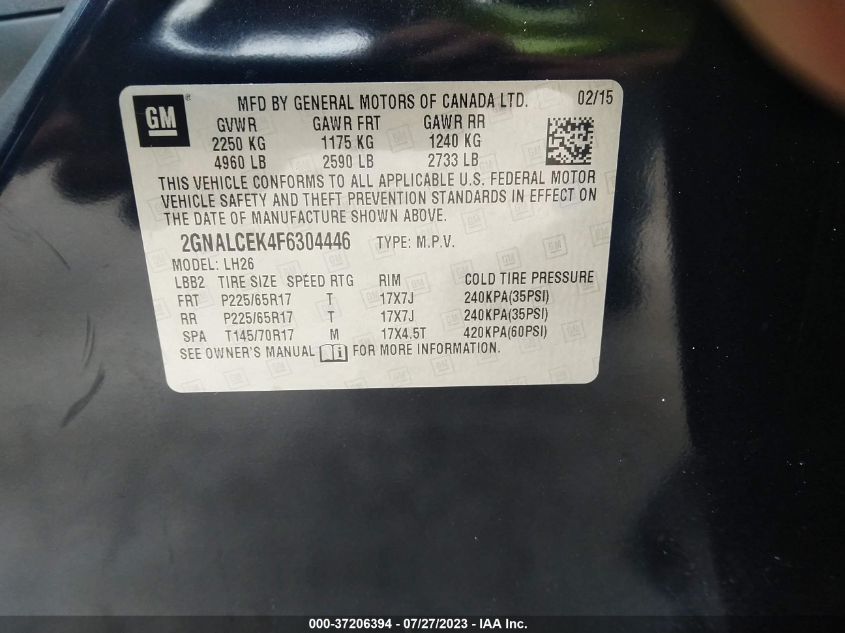 GM® MFD BY GENERAL MOTORS OF CANADA LTD. 02/15
GVWR GAWR FRT GAWR RR
2250 KG 1175 KG 1240 KG
4960 LB 2590 LB 2733 LB
THIS VEHICLE CONFORMS TO ALL APPLICABLE U.S. FEDERAL MOTOR
VEHICLE SAFETY AND THEFT PREVENTION STANDARDS IN EFFECT ON
THE DATE OF MANUFACTURE SHOWN ABOVE.
2GNALCEK4F6304446 TYPE: M.P.V.
MODEL: LH26
LBB2 TIRE SIZE SPEED RTG RIM COLD TIRE PRESSURE
FRT P225/65R17 T 17X7J 240KPA(35PSI)
RR P225/65R17 T 17X7J 240KPA(35PSI)
SPA T145/70R17 M 17X4.5T 420KPA(60PSI)
SEE OWNER'S MANUAL i FOR MORE INFORMATION.
000-37206394 - 07/27/2023 - IAA Inc.